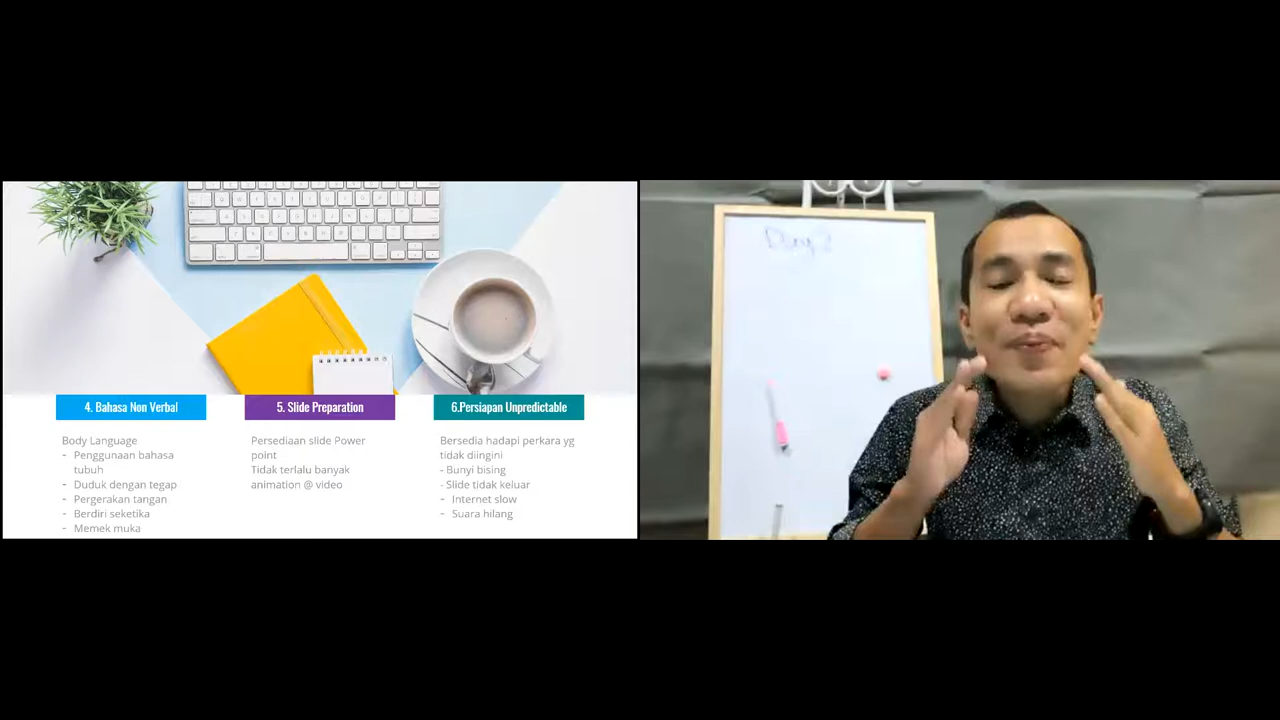 4. Bahasa Non Verbal
Body Language
- Penggunaan bahasa
tubuh
- Duduk dengan tegap
- Pergerakan tangan
- Berdiri seketika
- Memek muka
5. Slide Preparation
Persediaan slide Power
point
Tidak terlalu banyak
animation @ video
6.Persiapan Unpredictable
Bersedia hadapi perkara yg
tidak diingini
- Bunyi bising
- Slide tidak keluar
- Internet slow
- Suara hilang